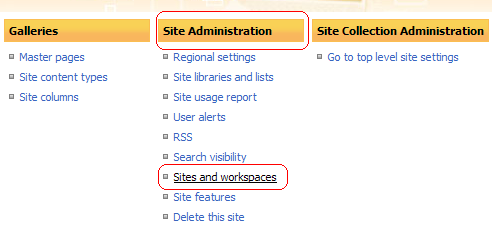 Galleries
Master pages
Site content types
Site columns
Site Administration
Regional settings
Site libraries and lists
Site usage report
User alerts
RSS
Search visibility
Sites and workspaces
Site features
Delete this site
Site Collection Administration
Go to top level site settings